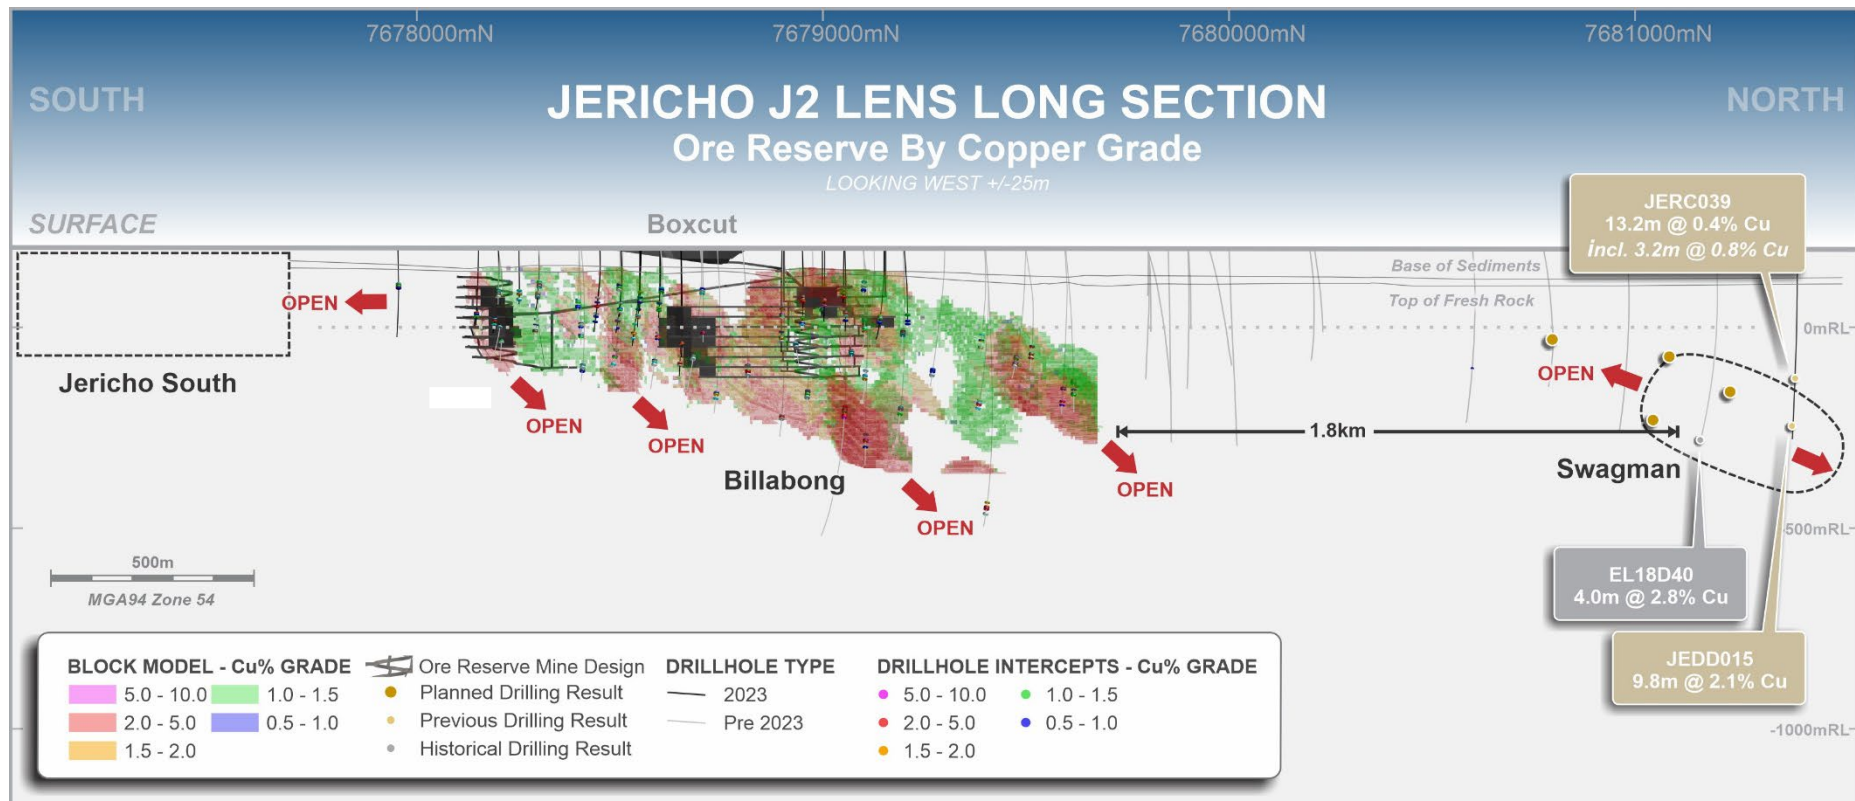 7678000mN
7679000mN
7680000mN
7681000mN
SOUTH
JERICHO J2 LENS LONG SECTION
NORTH
Ore Reserve By Copper Grade
LOOKING WEST +/-25m
SURFACE
Boxcut
JERC039
13.2m @ 0.4% Cu
incl. 3.2m @ 0.8% Cu
Base of Sediments
Top of Fresh Rock
OPEN
0mRL
Jericho South
OPEN
OPEN
OPEN
1.8km
Billabong
Swagman
OPEN
OPEN
-500mRL
500m
MGA94 Zone 54
EL18D40
4.0m @ 2.8% Cu
JEDD015
9.8m @ 2.1% Cu
-1000mRL
BLOCK MODEL - Cu% GRADE
5.0 - 10.0
1.0 - 1.5
2.0 - 5.0
0.5 - 1.0
1.5 - 2.0
Ore Reserve Mine Design
Planned Drilling Result
Previous Drilling Result
Historical Drilling Result
DRILLHOLE TYPE
2023
Pre 2023
DRILLHOLE INTERCEPTS - Cu% GRADE
5.0 - 10.0
1.0 - 1.5
2.0 - 5.0
0.5 - 1.0
1.5 - 2.0